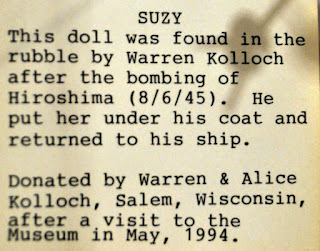 SUZY
This doll was found in the
rubble by Warren Kolloch
after the bombing of
Hiroshima (8/6/45). He
put her under his coat and
returned to his ship.
Donated by Warren & Alice
Kolloch, Salem, Wisconsin,
after a visit to the
Museum in May, 1994.